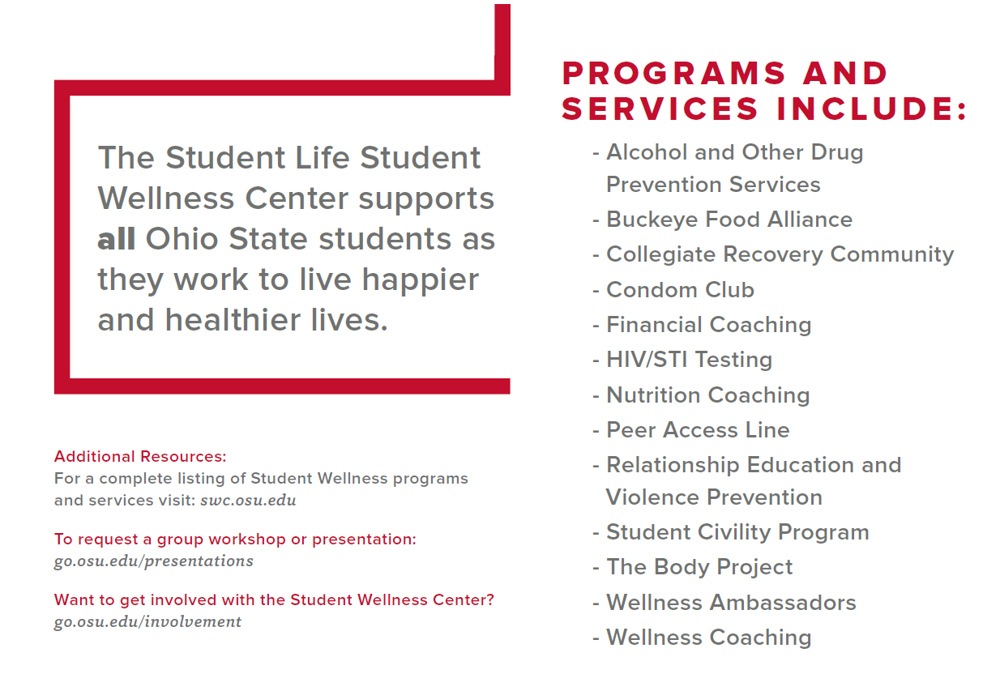 The Student Life Student
Wellness Center supports
all Ohio State students as
they work to live happier
and healthier lives.
Additional Resources:
For a complete listing of Student Wellness programs
and services visit: swc.osu.edu
To request a group workshop or presentation:
go.osu.edu/presentations
Want to get involved with the Student Wellness Center?
go.osu.edu/involvement
PROGRAMS AND
SERVICES INCLUDE:
- Alcohol and Other Drug
Prevention Services
- Buckeye Food Alliance
- Collegiate Recovery Community
- Condom Club
- Financial Coaching
- HIV/STI Testing
- Nutrition Coaching
- Peer Access Line
- Relationship Education and
Violence Prevention
- Student Civility Program
- The Body Project
- Wellness Ambassadors
- Wellness Coaching